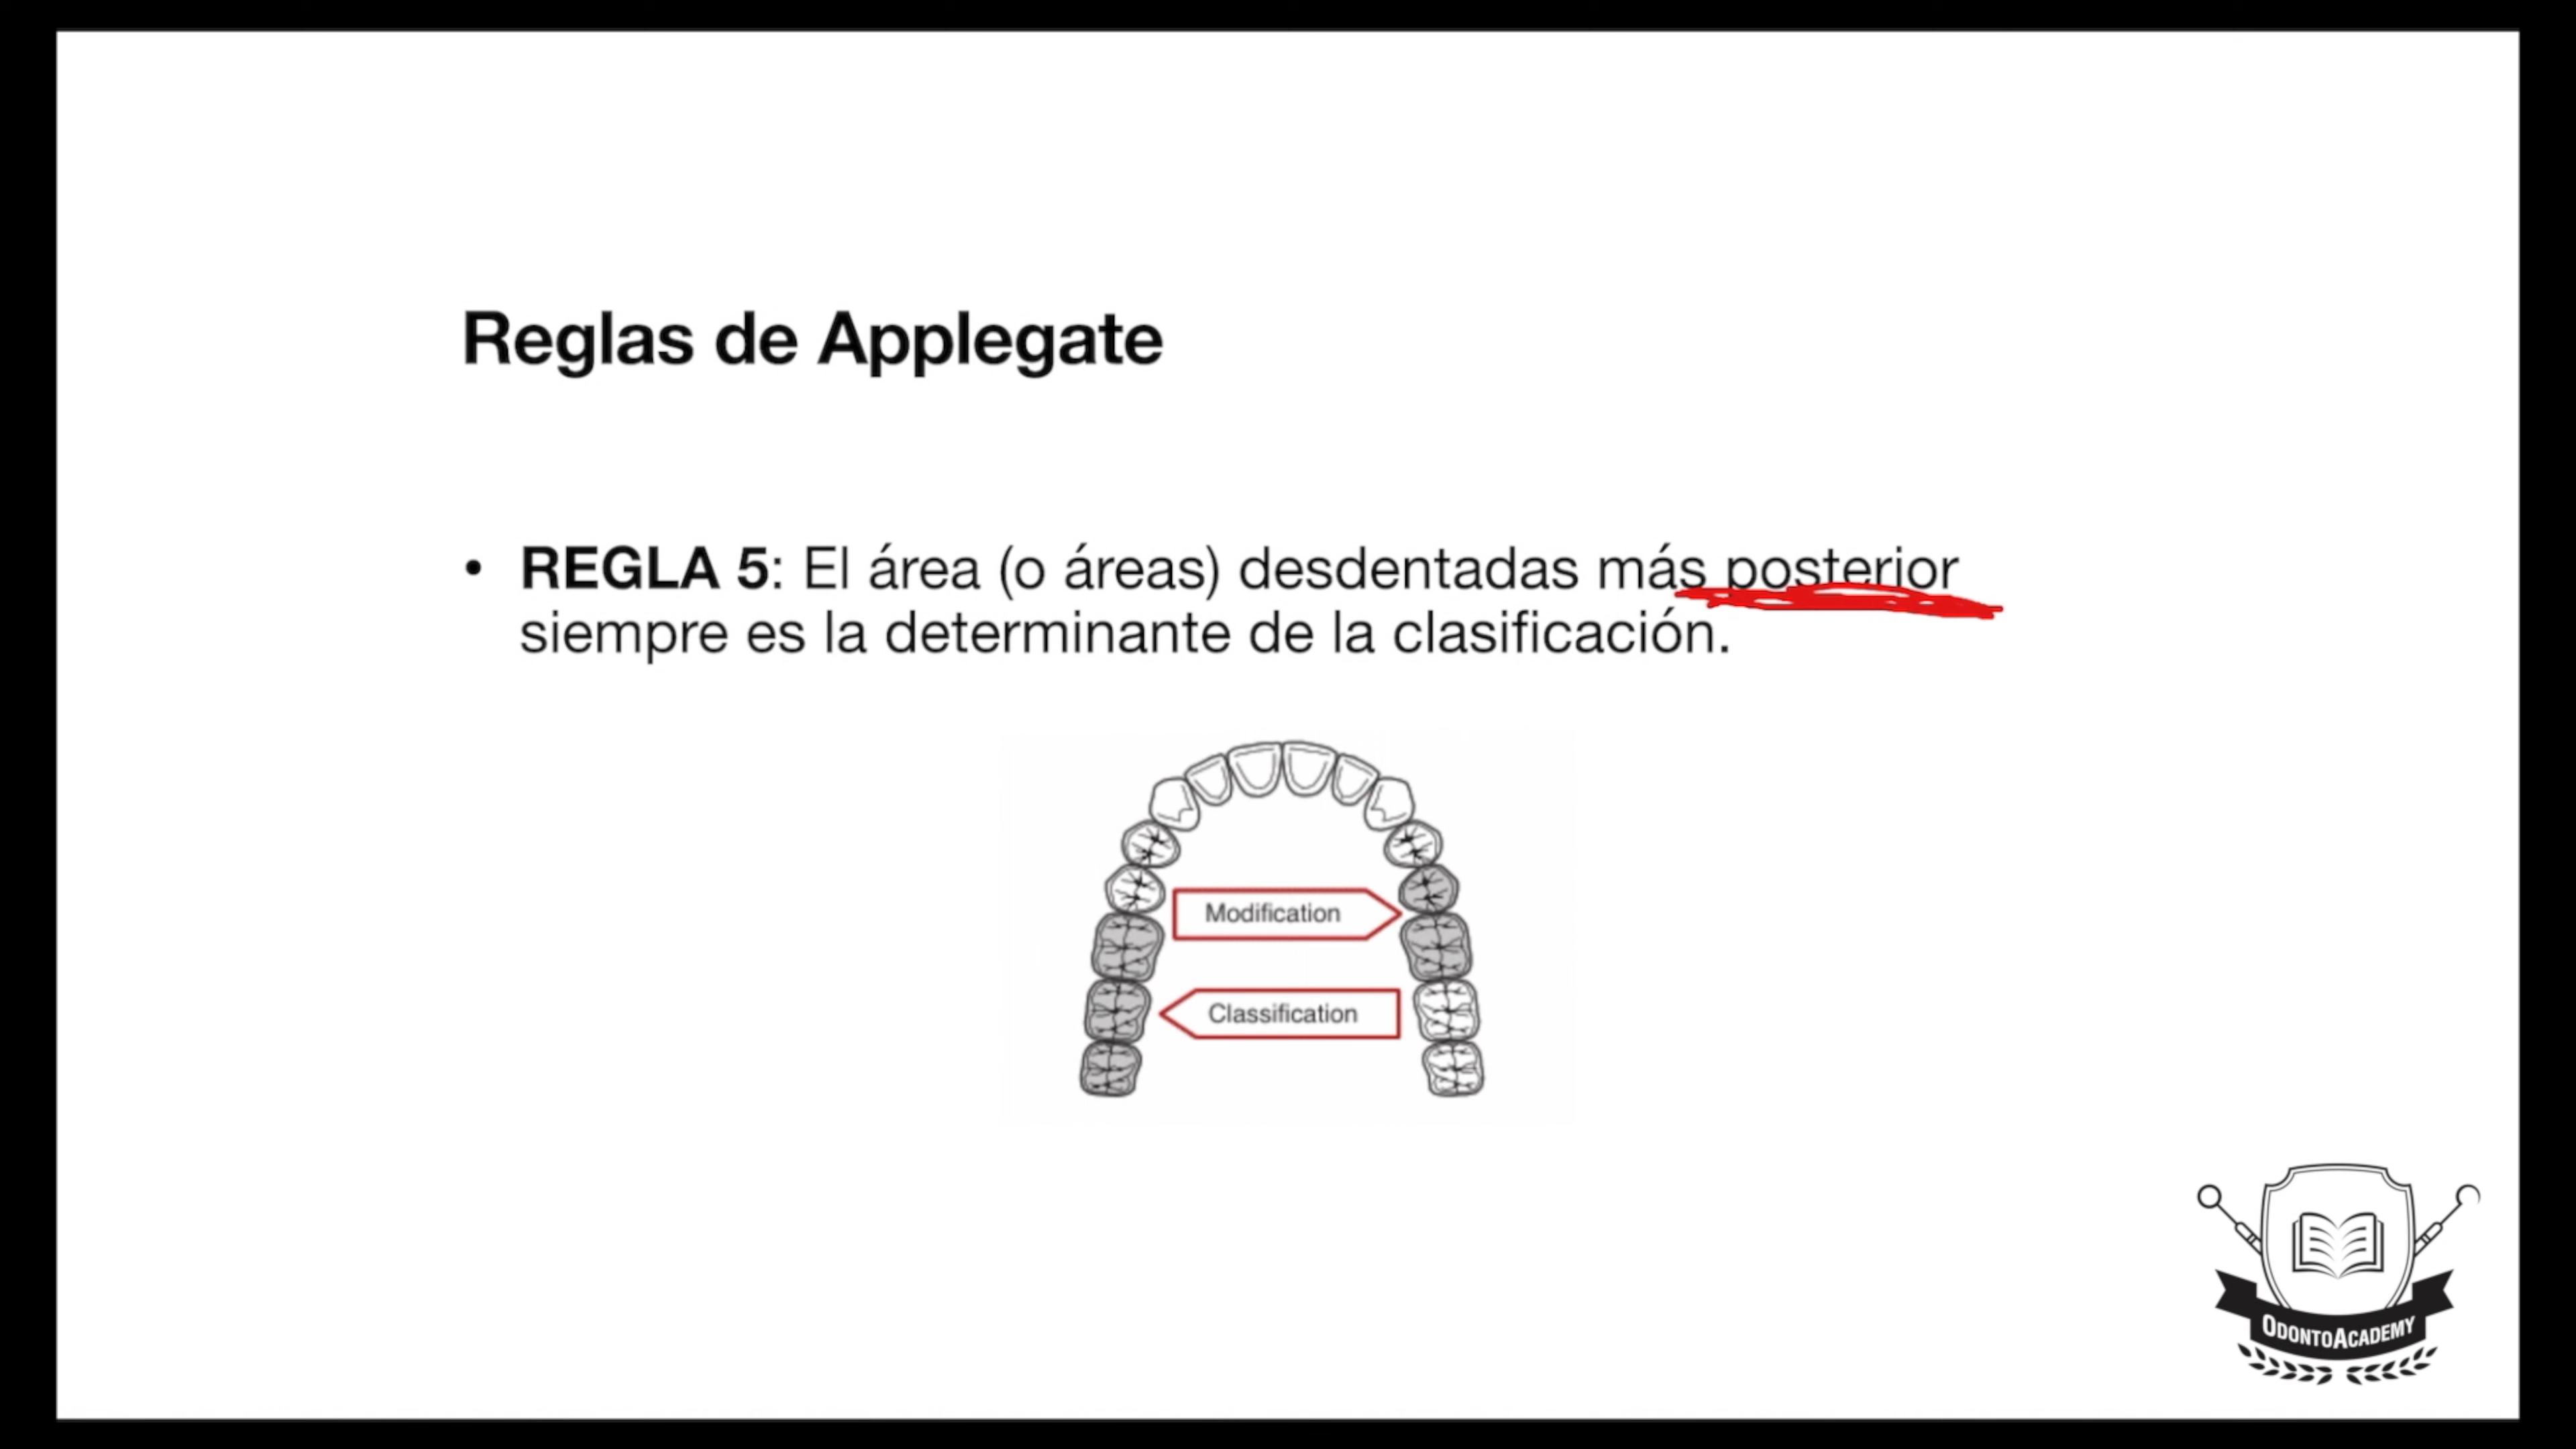 Reglas de Applegate
• REGLA 5: El área (o áreas) desdentadas más posterior
siempre es la determinante de la clasificación.
Modification
Classification
ODONTOACADEMY